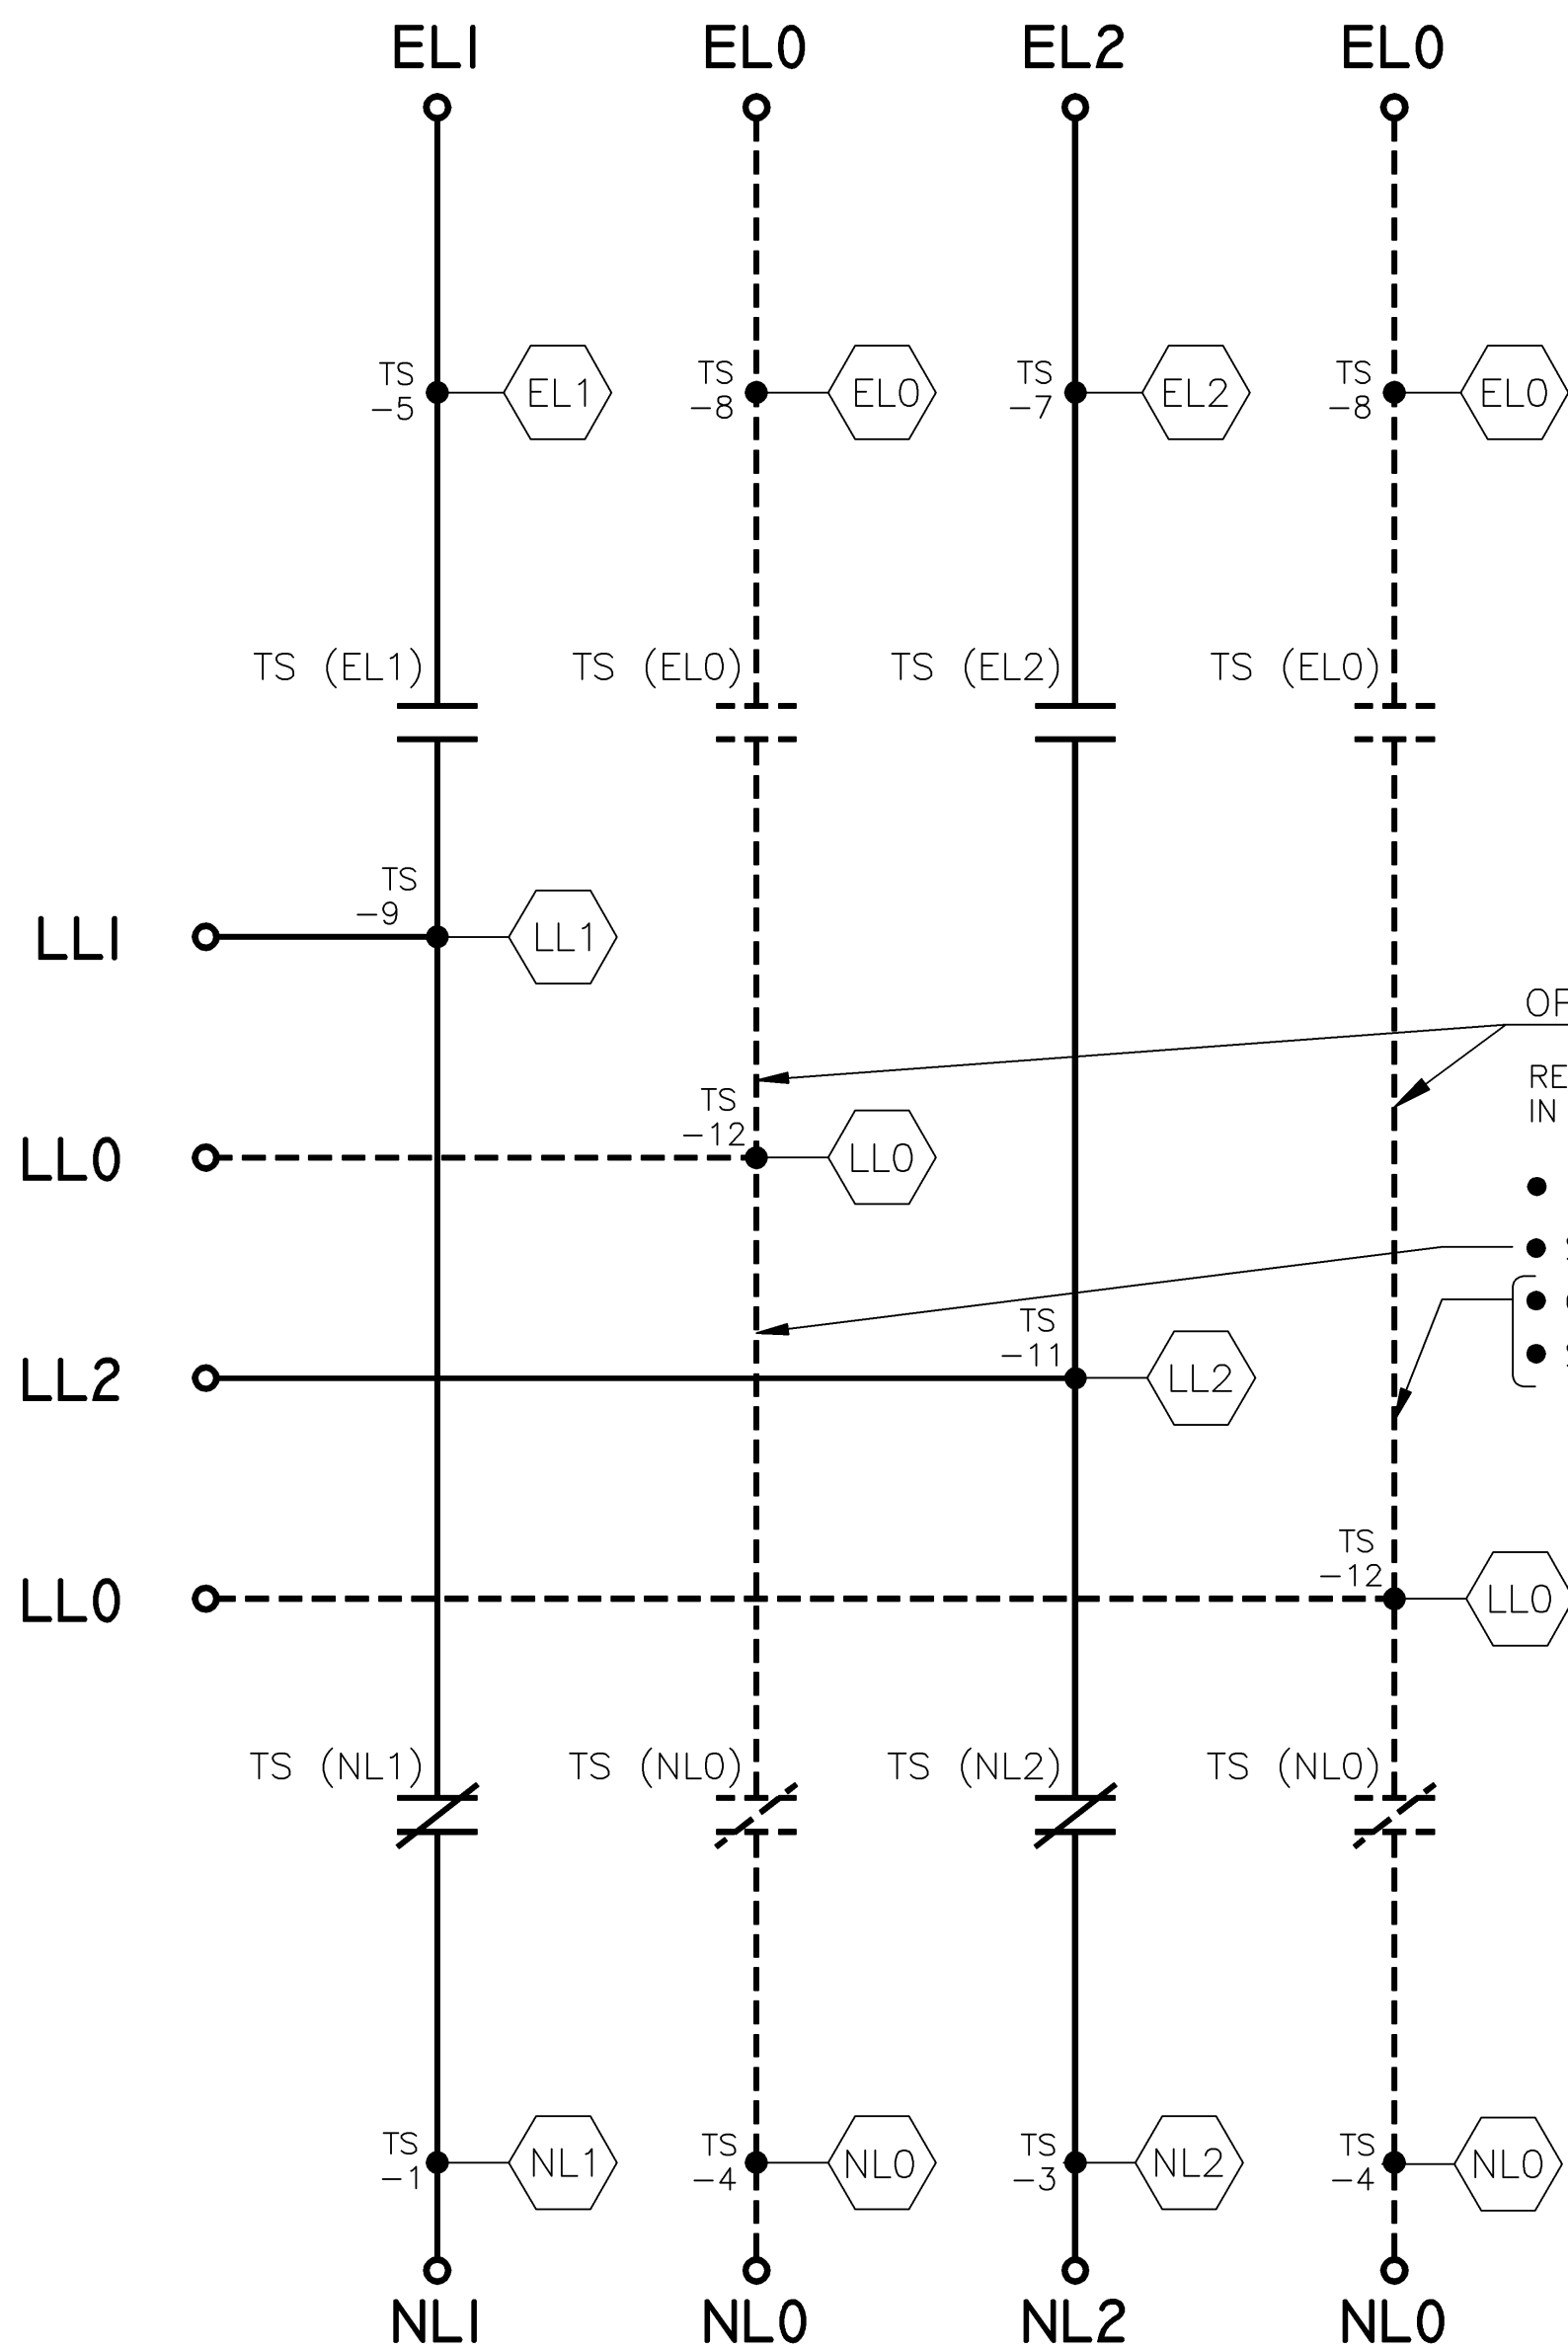 EL1 EL0 EL2 EL0
TS TS TS TS
-5 EL1 -8 EL0 -7 EL2 -8 EL0
TS (EL1) TS (EL0) TS (EL2) TS (EL0)
TS
-9
LL1 LL1
OF
RE
TS
IN
-12
LL0 LL0
TS
-11
LL2 LL2
TS
-12
LL0 LL0
TS (NL1) TS (NL0) TS (NL2) TS (NL0)
TS TS TS TS
-1 NL1 -4 NL0 -3 NL2 -4 NL0
NL1 NL0 NL2 NL0